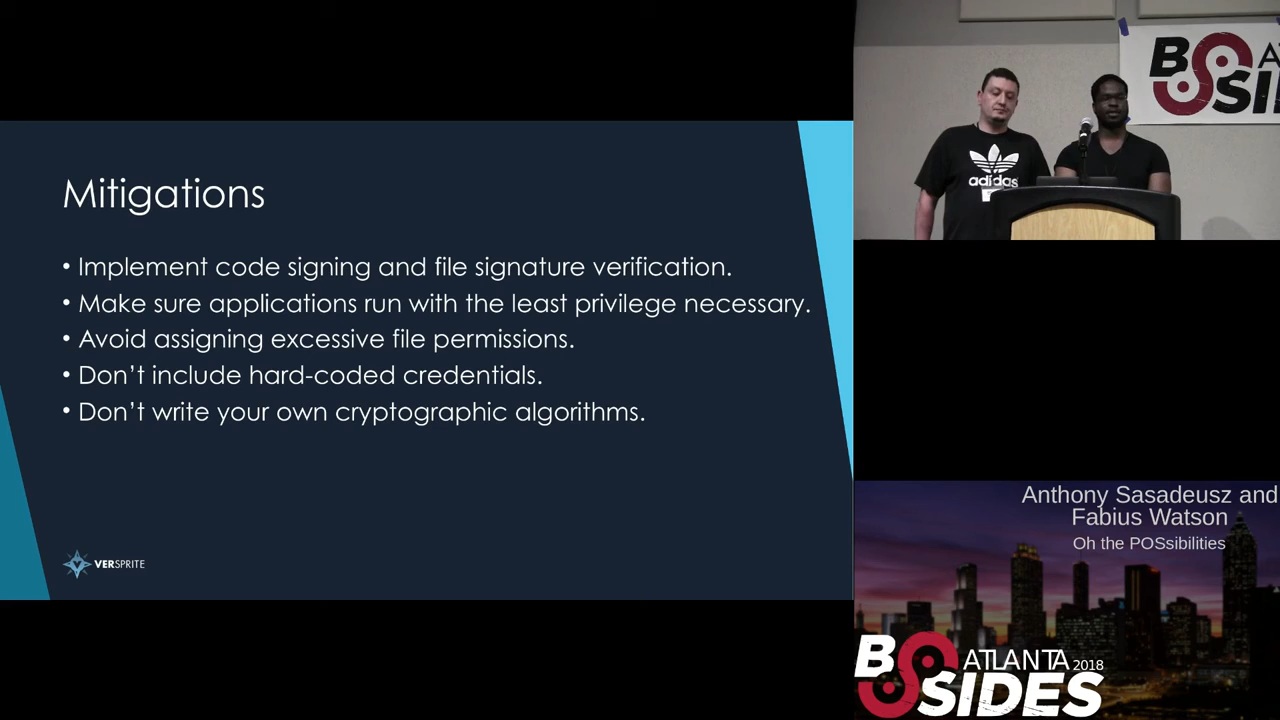 Mitigations
• Implement code signing and file signature verification.
• Make sure applications run with the least privilege necessary.
• Avoid assigning excessive file permissions.
• Don’t include hard-coded credentials.
• Don’t write your own cryptographic algorithms.
VERSPRITE
B A
SI
adidas
Anthony Sasadeusz and
Fabius Watson
Oh the POSsibilities
B ATLANTA 2018
SIDES